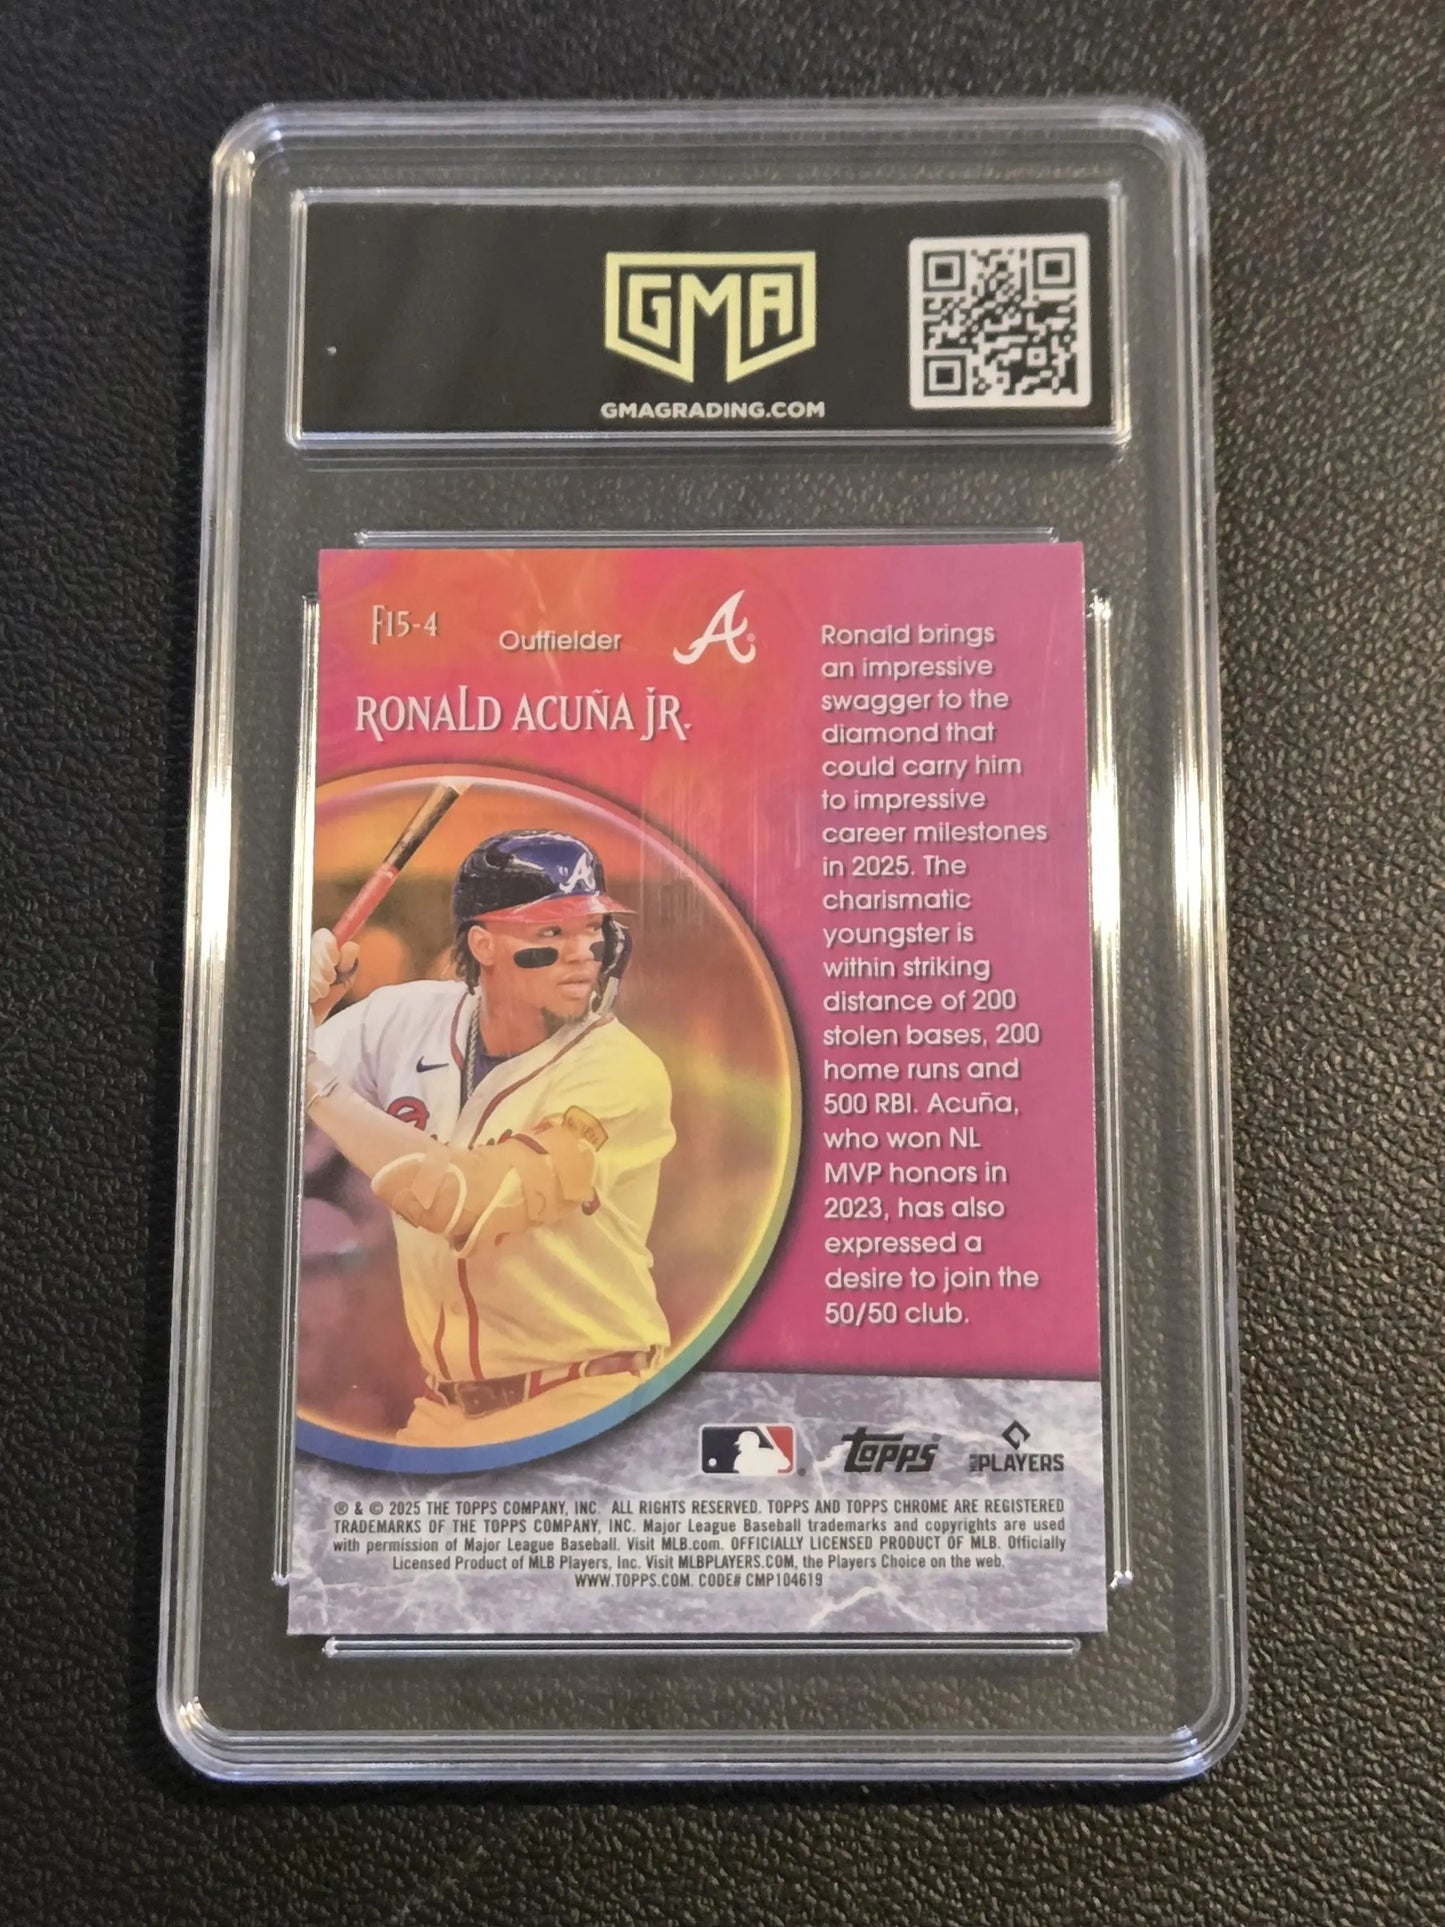 GMA
GMAGRADING.COM
F15-4
Outfielder
A
RONALD ACUÑA JR.
Ronald brings
an impressive
swagger to the
diamond that
could carry him
to impressive
career milestones
in 2025. The
charismatic
youngster is
within striking
distance of 200
stolen bases, 200
home runs and
500 RBI. Acuña,
who won NL
MVP honors in
2023, has also
expressed a
desire to join the
50/50 club.
A
TOPPS
MLB PLAYERS
® & © 2025 THE TOPPS COMPANY, INC. ALL RIGHTS RESERVED. TOPPS AND TOPPS CHROME ARE REGISTERED
TRADEMARKS OF THE TOPPS COMPANY, INC. Major League Baseball trademarks and copyrights are used
with permission of Major League Baseball. Visit MLB.com. OFFICIALLY LICENSED PRODUCT OF MLB. Officially
Licensed Product of MLB Players, Inc. Visit MLBPLAYERS.COM, the Players Choice on the web.
WWW.TOPPS.COM. CODE# CMP104619